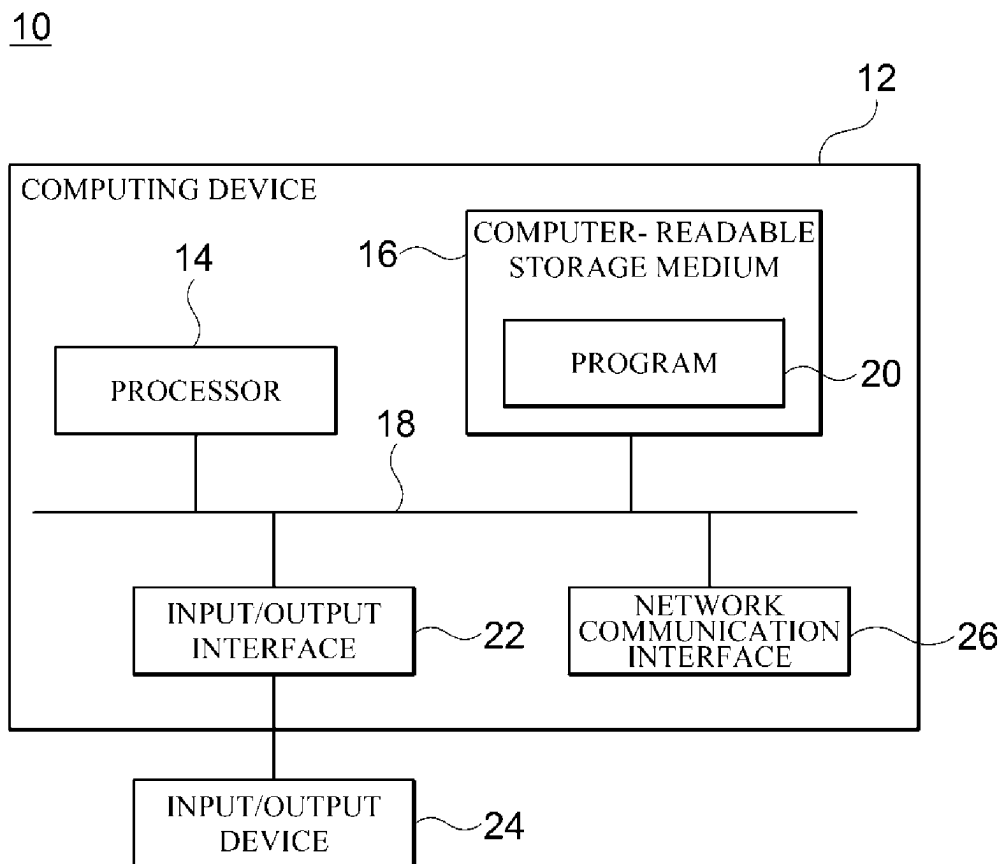 10
12
COMPUTING DEVICE
COMPUTER- READABLE
STORAGE MEDIUM
16
14
PROGRAM
20
PROCESSOR
18
INPUT/OUTPUT
INTERFACE
22
NETWORK
COMMUNICATION
INTERFACE
26
INPUT/OUTPUT
DEVICE
24